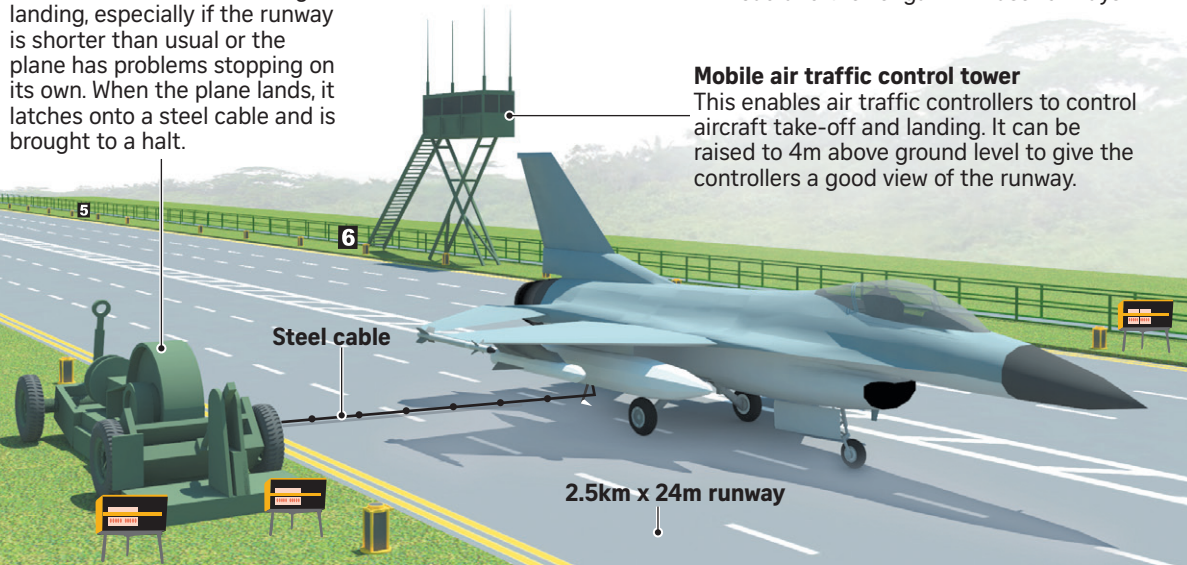 landing, especially if the runway
is shorter than usual or the
plane has problems stopping on
its own. When the plane lands, it
latches onto a steel cable and is
brought to a halt.
Mobile air traffic control tower
This enables air traffic controllers to control
aircraft take-off and landing. It can be
raised to 4m above ground level to give the
controllers a good view of the runway.
5
6
Steel cable
2.5km x 24m runway